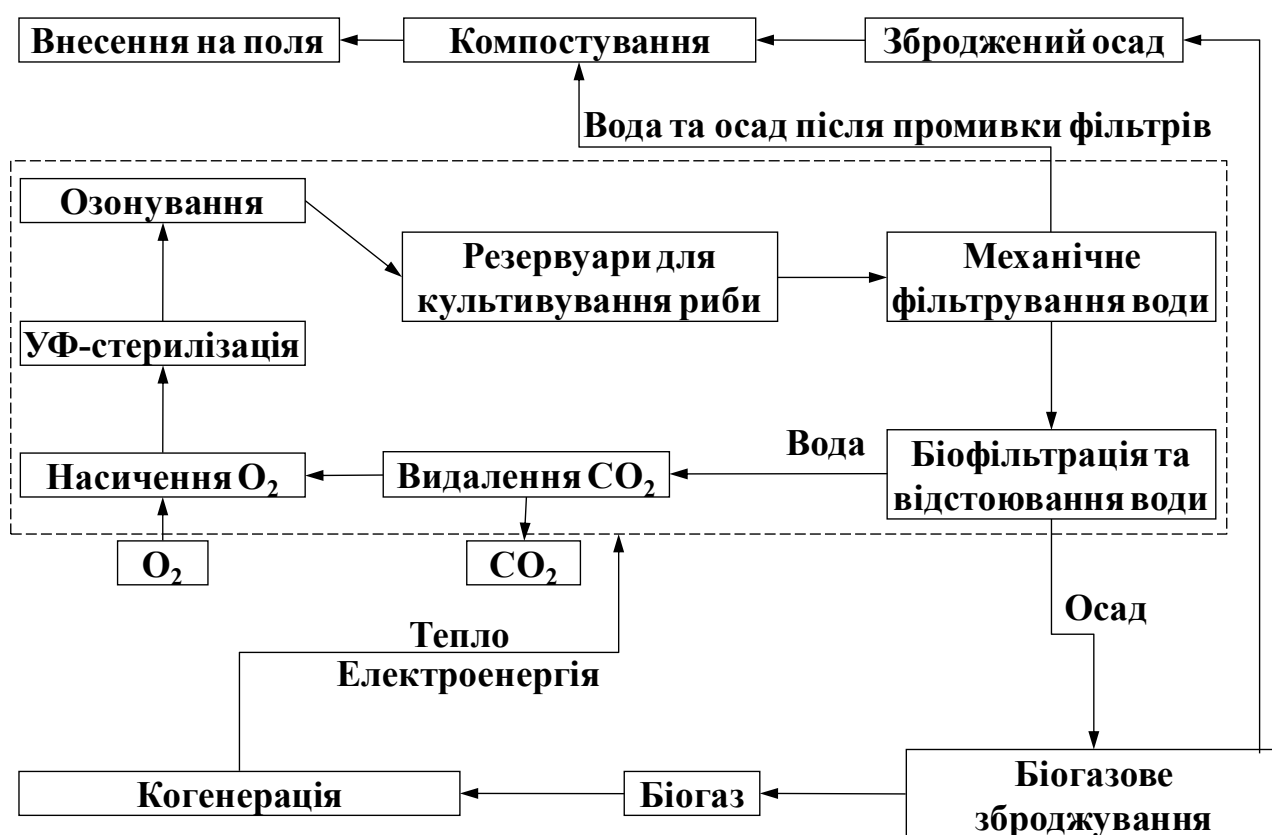 Внесення на поля
Компостування
Зброджений осад
Вода та осад після промивки фільтрів
Озонування
Резервуари для
культивування риби
Механічне
фільтрування води
УФ-стерилізація
Вода
Насичення O₂
Видалення CO₂
Біофільтрація та
відстоювання води
O₂
CO₂
Осад
Тепло
Електроенергія
Когенерація
Біогаз
Біогазове
зброджування